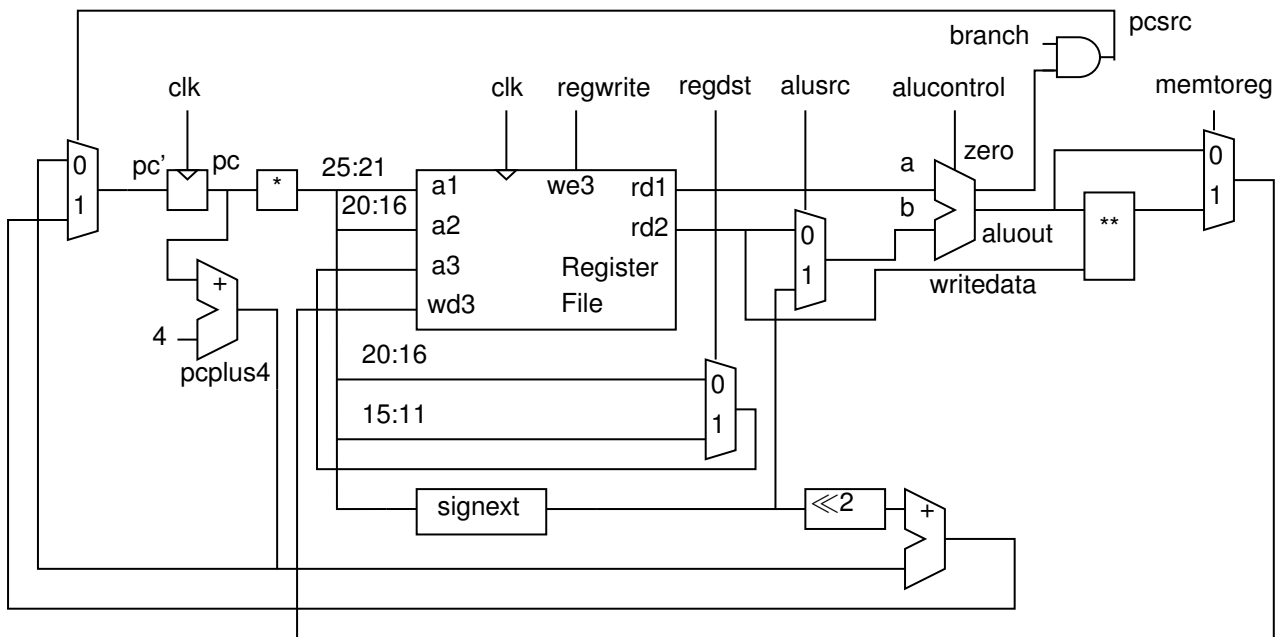 pcsrc
branch
clk
clk
regwrite
regdst
alusrc
alucontrol
memtoreg
0
1
pc'
pc
*
25:21
20:16
a1
a2
a3
wd3
we3
rd1
rd2
Register
File
a
b
zero
aluout
writedata
0
1
**
0
1
+
4
pcplus4
20:16
15:11
0
1
signext
≪2
+